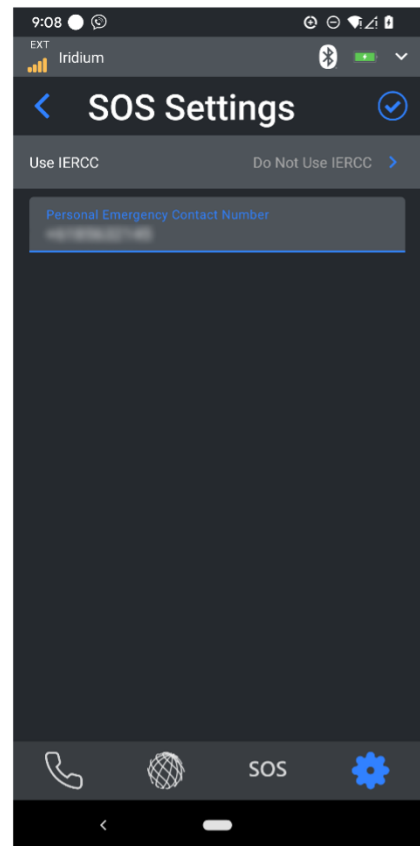 9:08
EXT
Iridium
SOS Settings
Use IERCC
Do Not Use IERCC
Personal Emergency Contact Number
SOS